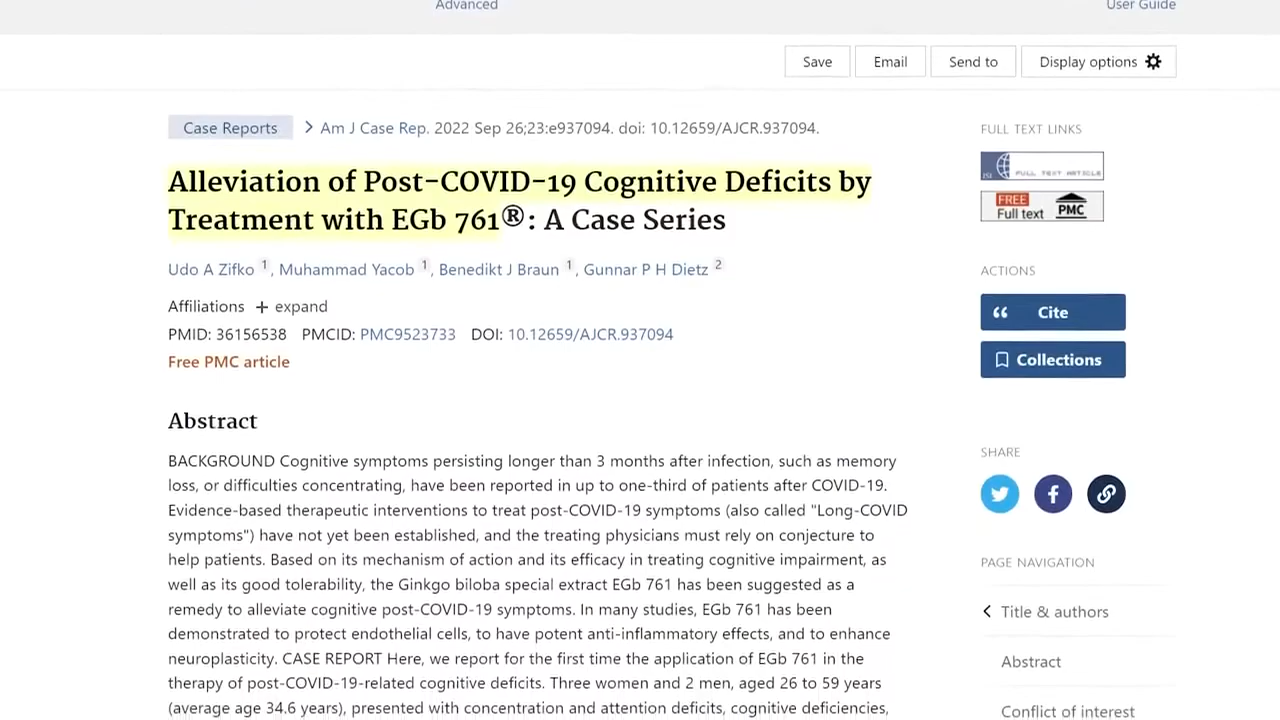 Advanced
User Guide
Save
Email
Send to
Display options
Case Reports
Am J Case Rep. 2022 Sep 26;23:e937094. doi: 10.12659/AJCR.937094.
Alleviation of Post-COVID-19 Cognitive Deficits by
Treatment with EGb 761®: A Case Series
Udo A Zifko 1, Muhammad Yacob 1, Benedikt J Braun 1, Gunnar P H Dietz 2
Affiliations + expand
PMID: 36156538 PMCID: PMC9523733 DOI: 10.12659/AJCR.937094
Free PMC article
Abstract
BACKGROUND Cognitive symptoms persisting longer than 3 months after infection, such as memory
loss, or difficulties concentrating, have been reported in up to one-third of patients after COVID-19.
Evidence-based therapeutic interventions to treat post-COVID-19 symptoms (also called "Long-COVID
symptoms") have not yet been established, and the treating physicians must rely on conjecture to
help patients. Based on its mechanism of action and its efficacy in treating cognitive impairment, as
well as its good tolerability, the Ginkgo biloba special extract EGb 761 has been suggested as a
remedy to alleviate cognitive post-COVID-19 symptoms. In many studies, EGb 761 has been
demonstrated to protect endothelial cells, to have potent anti-inflammatory effects, and to enhance
neuroplasticity. CASE REPORT Here, we report for the first time the application of EGb 761 in the
therapy of post-COVID-19-related cognitive deficits. Three women and 2 men, aged 26 to 59 years
(average age 34.6 years), presented with concentration and attention deficits, cognitive deficiencies,
FULL TEXT LINKS
ISI FULL TEXT ARTICLE
FREE
Full text PMC
ACTIONS
Cite
Collections
SHARE
PAGE NAVIGATION
Title & authors
Abstract
Conflict of interest